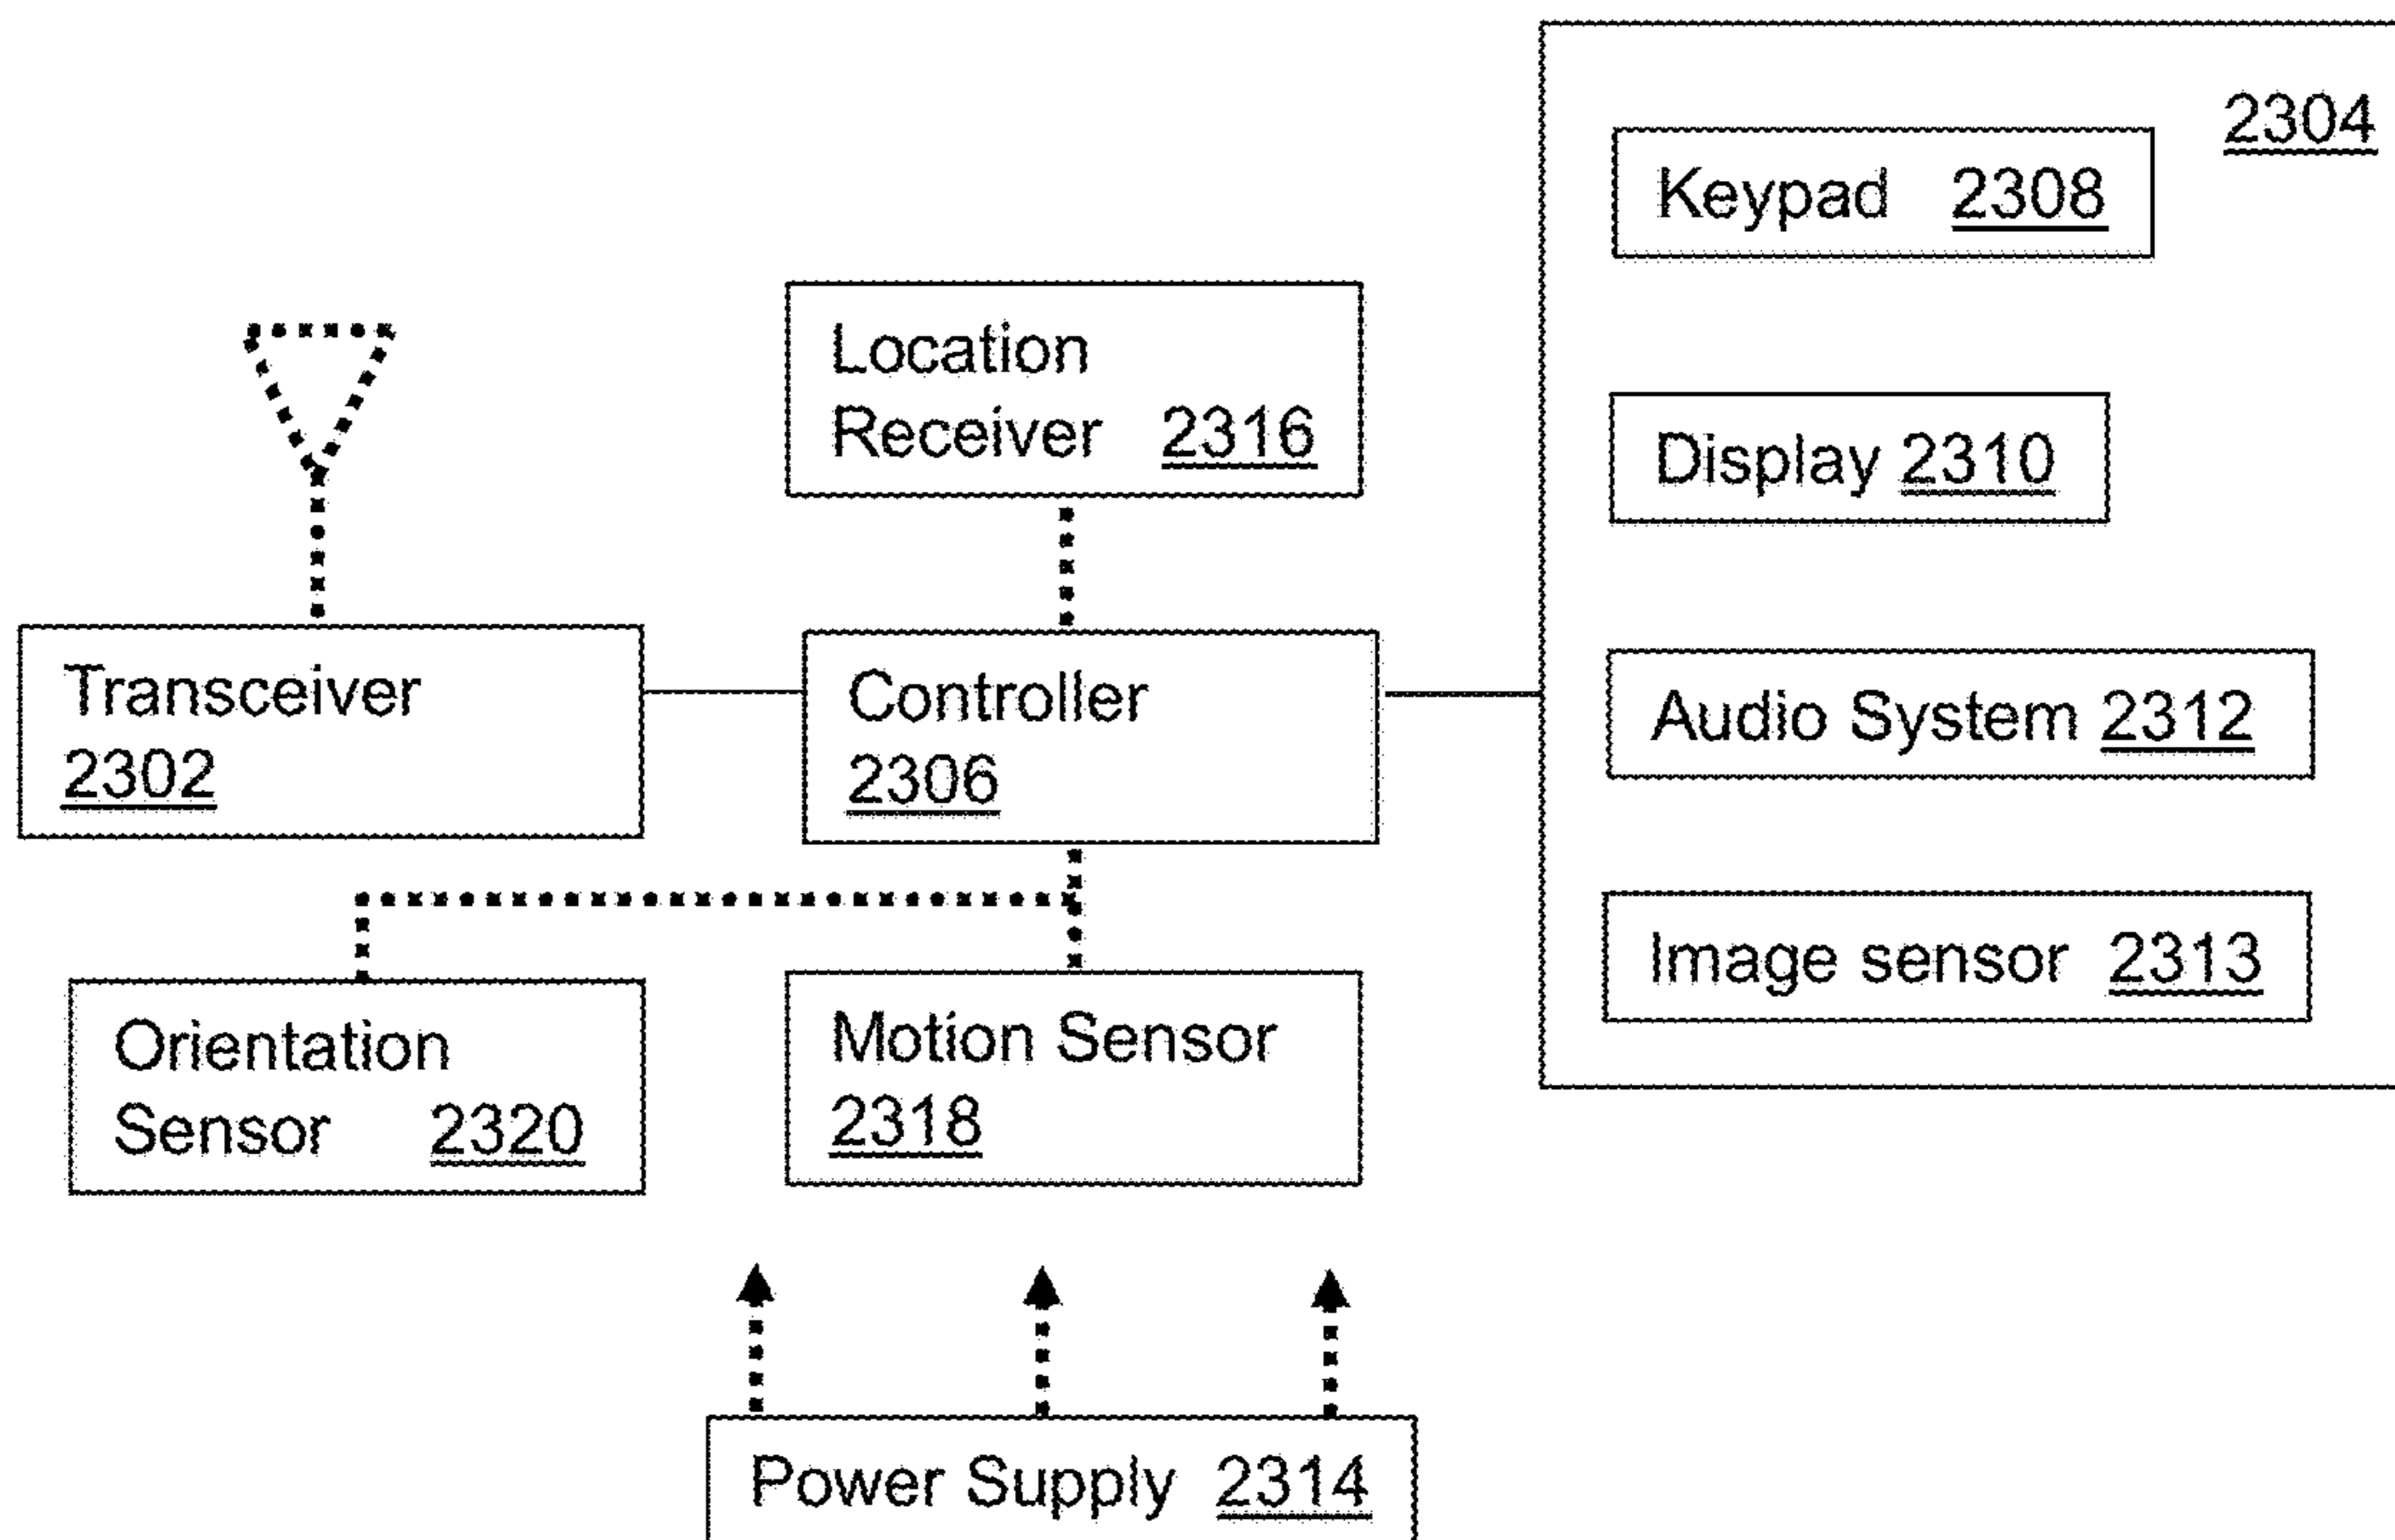 2304
Keypad 2308
Location
Receiver 2316
Display 2310
Transceiver
2302
Controller
2306
Audio System 2312
Image sensor 2313
Orientation
Sensor 2320
Motion Sensor
2318
Power Supply 2314